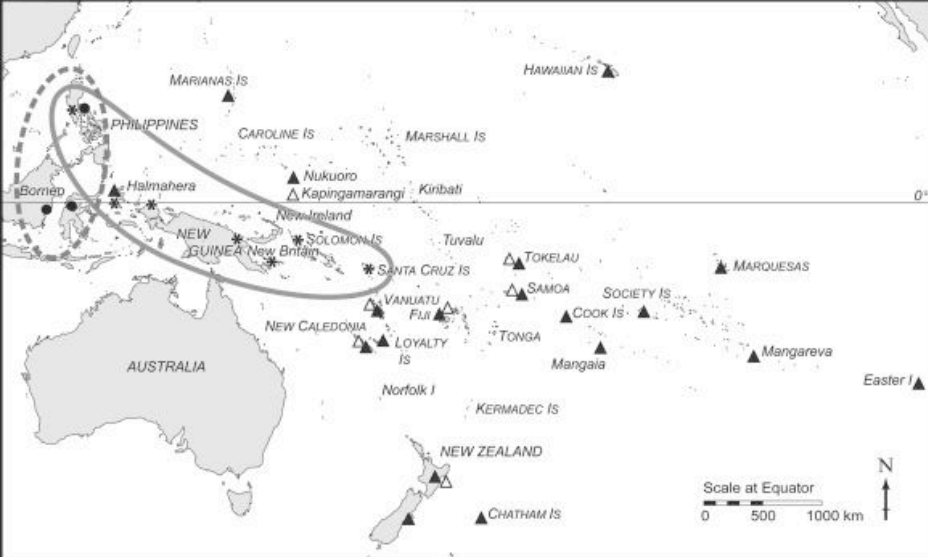 HAWAIIAN IS
MARIANAS IS
PHILIPPINES
CAROLINE IS
MARSHALL IS
Nukuoro
Borneo
Halmahera
Kapingamarangi
Kiribati
0°
New Ireland
NEW
GUINEA
New Britain
SOLOMON IS
Tuvalu
TOKELAU
MARQUESAS
SANTA CRUZ IS
SAMOA
SOCIETY IS
VANUATU
FIJI
COOK IS
NEW CALEDONIA
LOYALTY
IS
TONGA
Mangaia
Mangareva
AUSTRALIA
Easter I
Norfolk I
KERMADEC IS
NEW ZEALAND
N
Scale at Equator
0 500 1000 km
CHATHAM IS